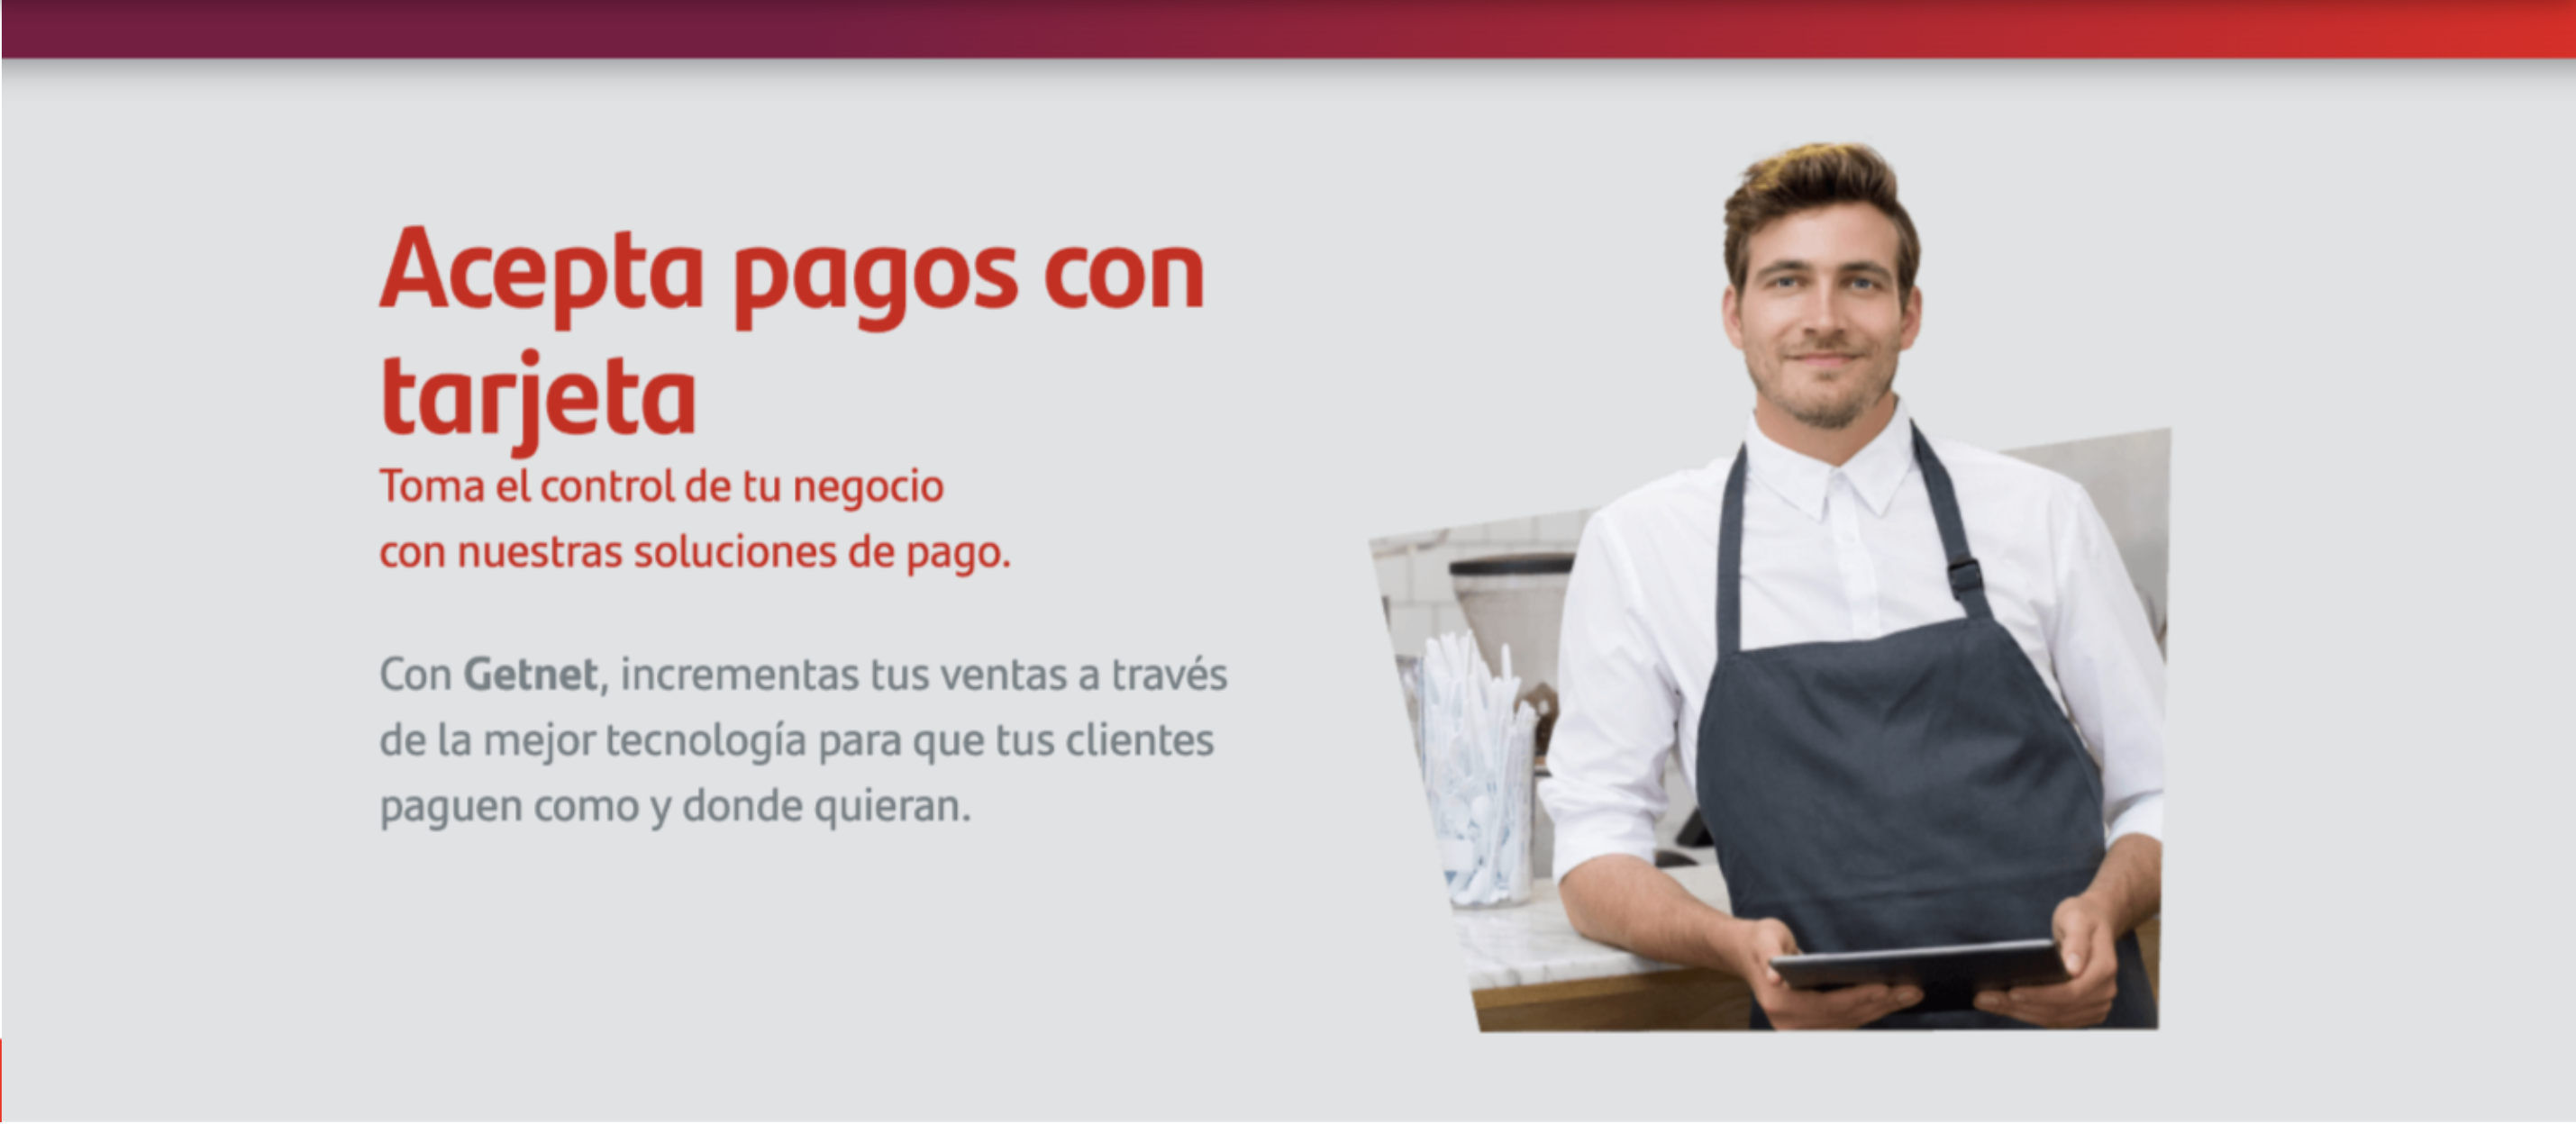 Acepta pagos con
tarjeta
Toma el control de tu negocio
con nuestras soluciones de pago.
Con Getnet, incrementas tus ventas a través
de la mejor tecnología para que tus clientes
paguen como y donde quieran.